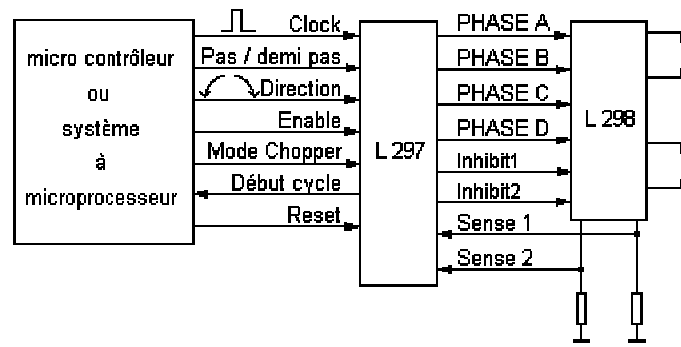 micro contrôleur
ou
système
à
microprocesseur
Clock
Pas / demi pas
Direction
Enable
Mode Chopper
Début cycle
Reset
L 297
PHASE A
PHASE B
PHASE C
PHASE D
Inhibit1
Inhibit2
Sense 1
Sense 2
L 298